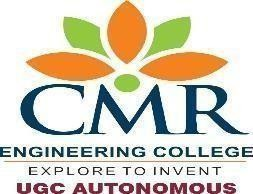 CMR
ENGINEERING COLLEGE
EXPLORE TO INVENT
UGC AUTONOMOUS